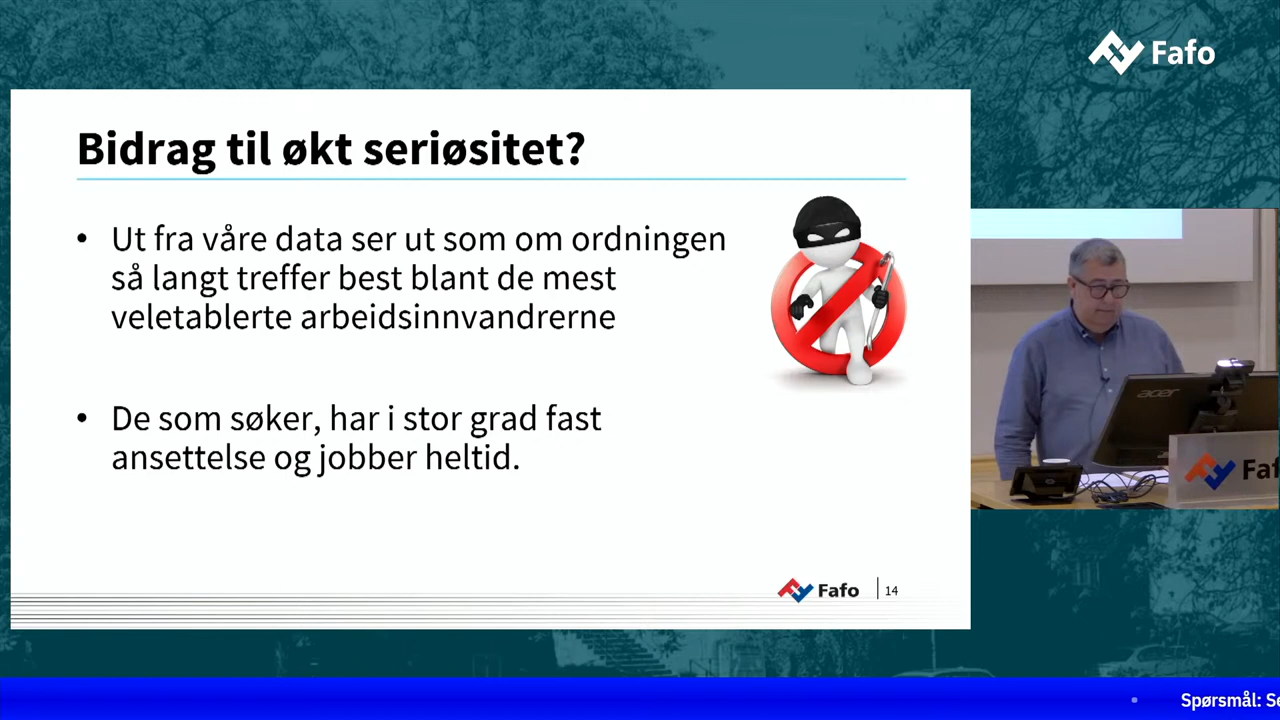 Fafo
Bidrag til økt seriøsitet?
• Ut fra våre data ser ut som om ordningen
så langt treffer best blant de mest
veletablerte arbeidsinnvandrerne
• De som søker, har i stor grad fast
ansettelse og jobber heltid.
Fafo
14
acer
Spørsmål: